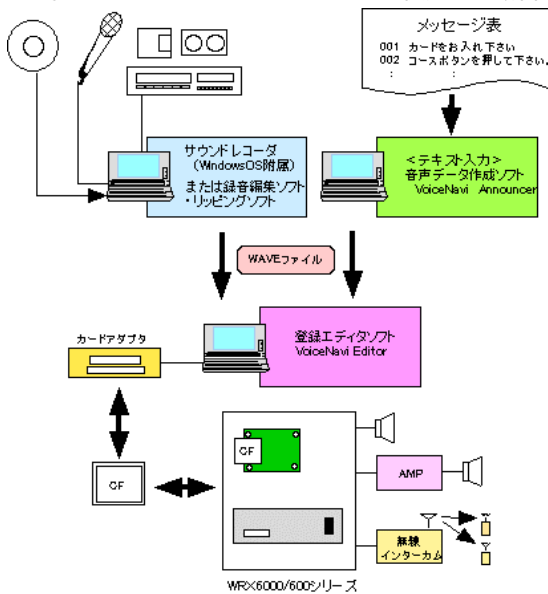 メッセージ表
001 カードをお入れ下さい
002 コースボタンを押して下さい。
: :
サウンドレコーダ
(WindowsOS附属)
または録音編集ソフト
・リッピングソフト
<テキスト入力>
音声データ作成ソフト
VoiceNavi Announcer
WAVEファイル
登録エディタソフト
VoiceNavi Editor
カードアダプタ
CF
CF
AMP
無線
インターカム
WRX6000/600シリーズ